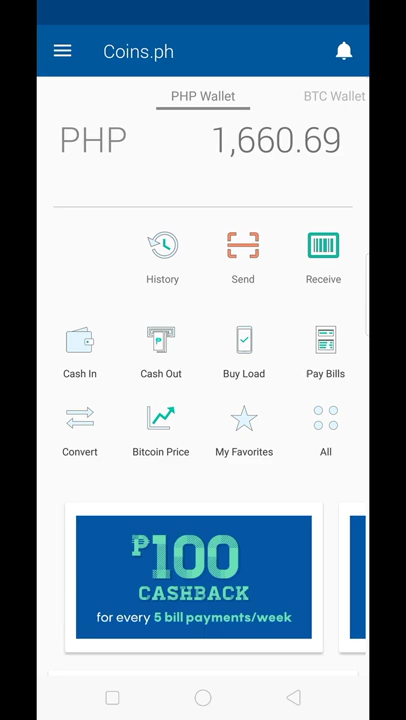 Coins.ph
PHP Wallet BTC Wallet
PHP 1,660.69
History Send Receive
Cash In Cash Out Buy Load Pay Bills
Convert Bitcoin Price My Favorites All
₱100
CASHBACK
for every 5 bill payments/week